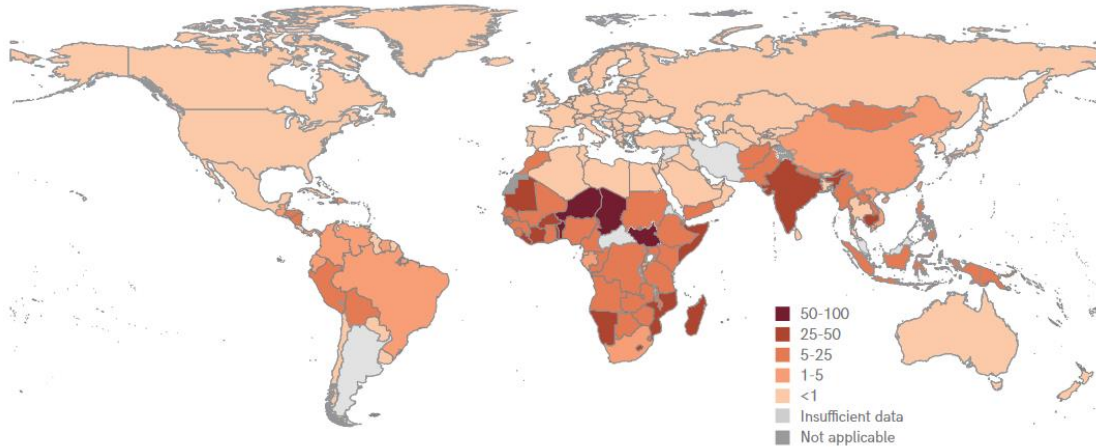 50-100
25-50
5-25
1-5
<1
Insufficient data
Not applicable